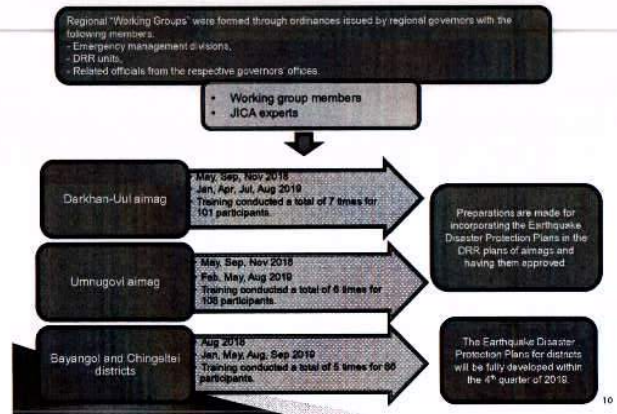 Regional "Working Groups" were formed through ordinances issued by regional governors with the
following members:
- Emergency management divisions,
- DRR units,
- Related officials from the respective governors' offices.
• Working group members
• JICA experts
Darkhan-Uul aimag
• May, Sep, Nov 2018
• Jan, Apr, Jul, Aug 2019
• Training conducted a total of 7 times for
101 participants.
Umnugovi aimag
• May, Sep, Nov 2018
• Feb, May, Aug 2019
• Training conducted a total of 6 times for
108 participants.
Preparations are made for
incorporating the Earthquake
Disaster Protection Plans in the
DRR plans of aimags and
having them approved
Bayangol and Chingeltei
districts
• Aug 2018
• Jan, May, Aug, Sep 2019
• Training conducted a total of 5 times for
participants.
The Earthquake Disaster
Protection Plans for districts
will be fully developed within
the 4th quarter of 2019.
10